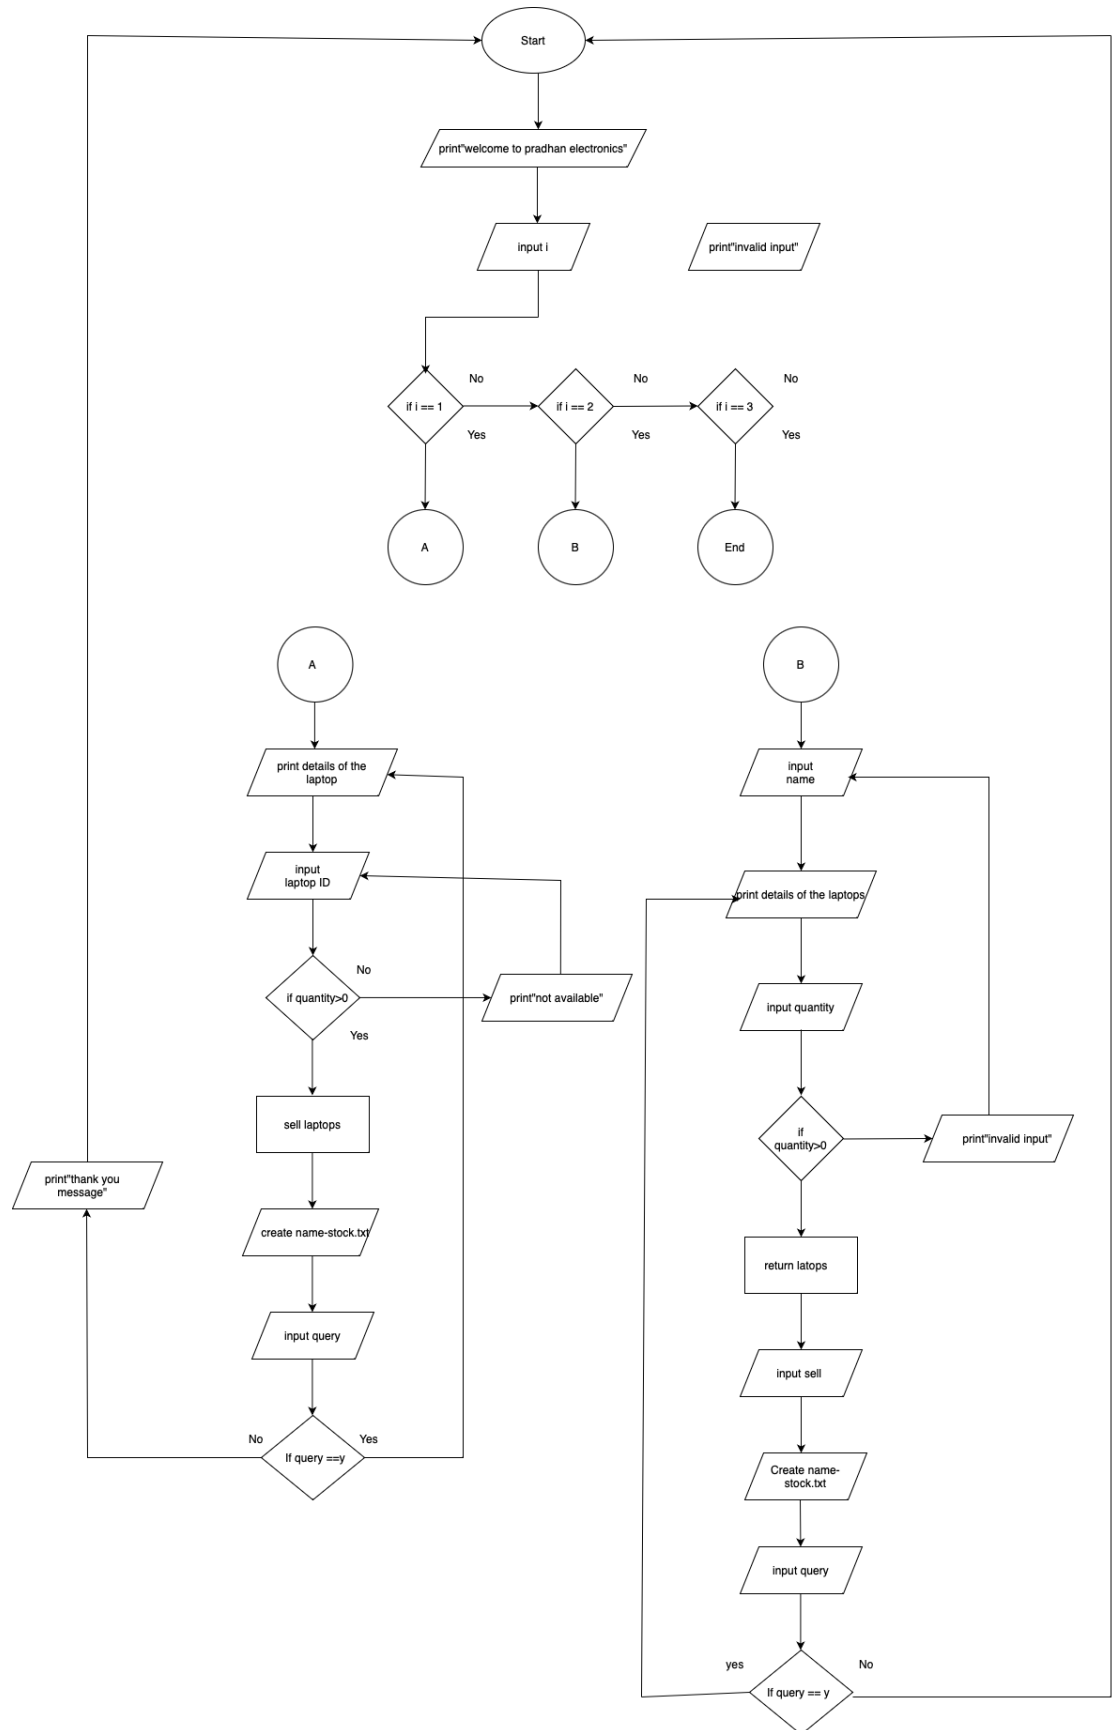 Start
print"welcome to pradhan electronics"
input i
print"invalid input"
No
No
No
if i == 1
if i == 2
if i == 3
Yes
Yes
Yes
A
B
End
A
print details of the
laptop
input
laptop ID
No
if quantity>0
print"not available"
Yes
sell laptops
print"thank you
message"
create name-stock.txt
input query
No
Yes
If query ==y
B
input
name
print details of the laptops
input quantity
if
quantity>0
print"invalid input"
return latops
input sell
Create name-
stock.txt
input query
yes
No
If query == y